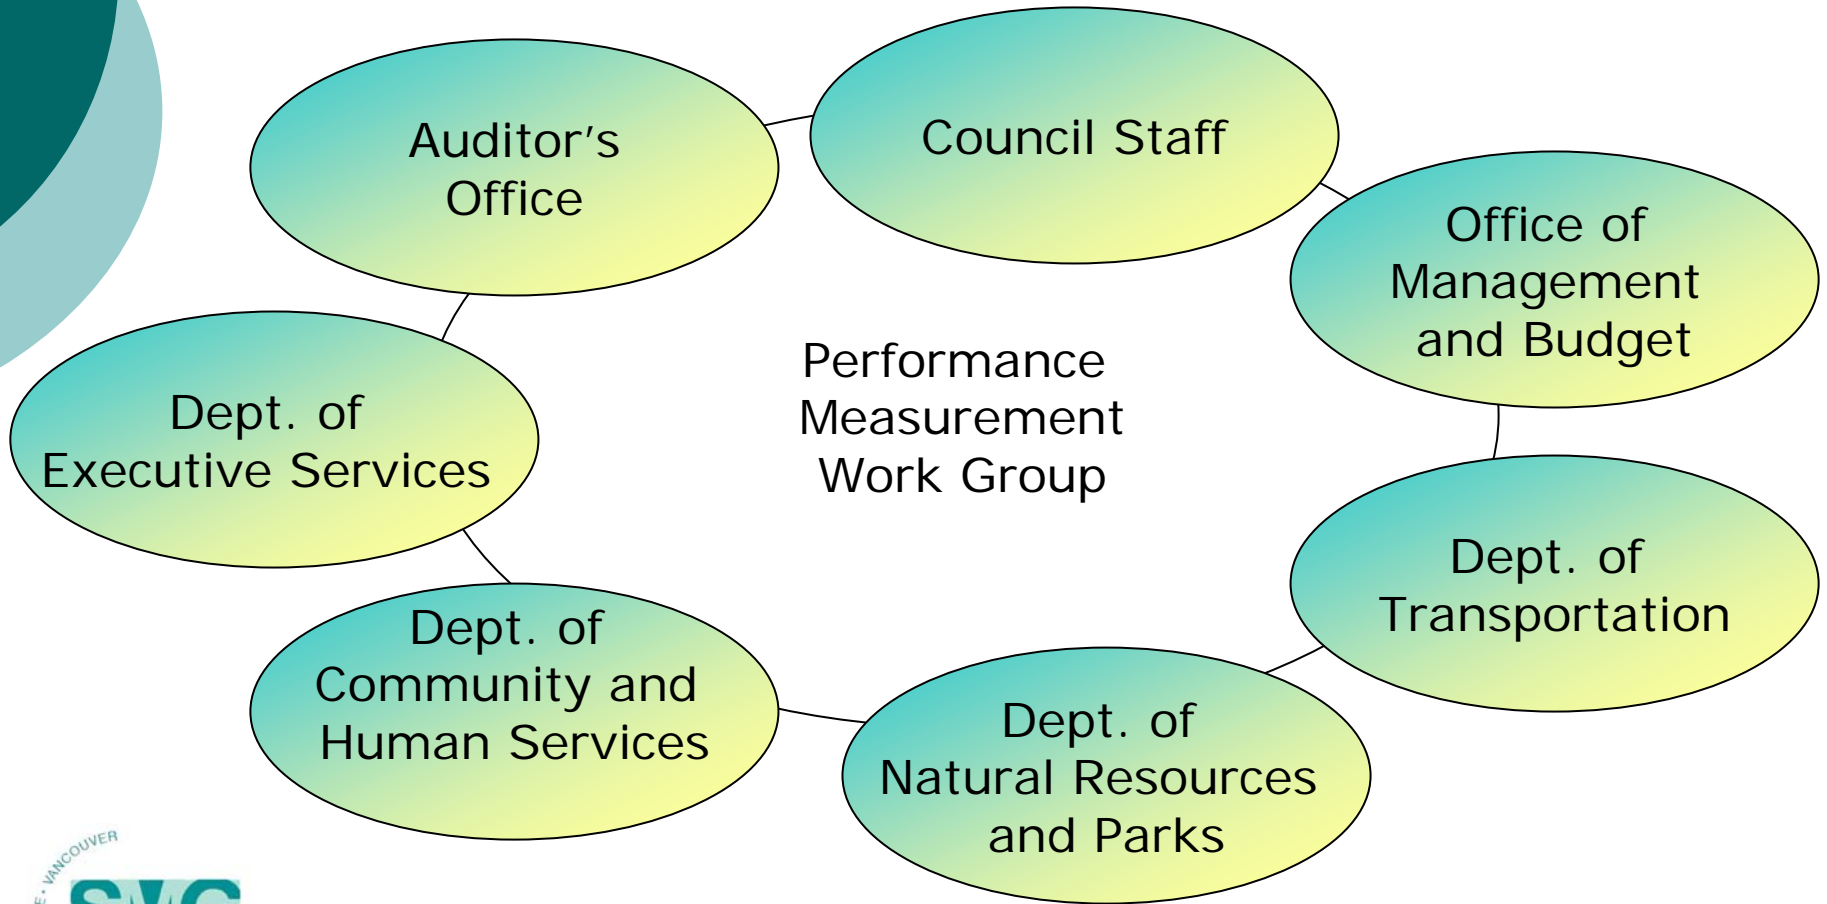 Auditor's
Office
Council Staff
Office of
Management
and Budget
Performance
Measurement
Work Group
Dept. of
Executive Services
Dept. of
Transportation
Dept. of
Community and
Human Services
Dept. of
Natural Resources
and Parks
VANCOUVER
SMC